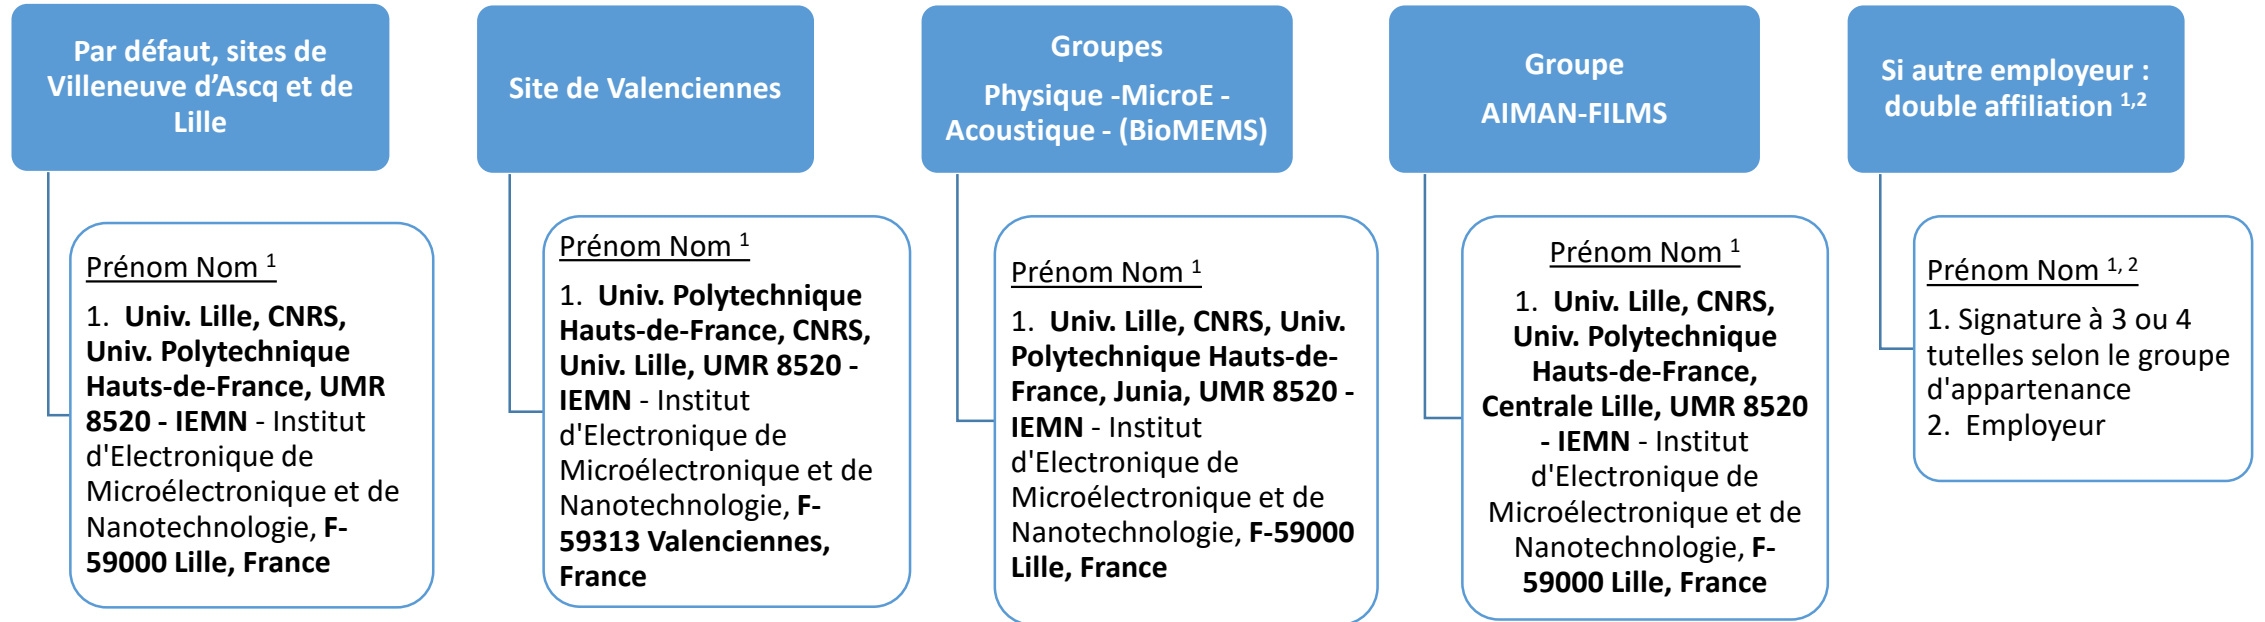 Par défaut, sites de
Villeneuve d’Ascq et de
Lille
Prénom Nom 1
1. Univ. Lille, CNRS,
Univ. Polytechnique
Hauts-de-France, UMR
8520 - IEMN - Institut
d'Electronique de
Microélectronique et de
Nanotechnologie, F-
59000 Lille, France
Site de Valenciennes
Prénom Nom 1
1. Univ. Polytechnique
Hauts-de-France, CNRS,
Univ. Lille, UMR 8520 -
IEMN - Institut
d'Electronique de
Microélectronique et de
Nanotechnologie, F-
59313 Valenciennes,
France
Groupes
Physique -MicroE -
Acoustique - (BioMEMS)
Prénom Nom 1
1. Univ. Lille, CNRS, Univ.
Polytechnique Hauts-de-
France, Junia, UMR 8520 -
IEMN - Institut
d'Electronique de
Microélectronique et de
Nanotechnologie, F-59000
Lille, France
Groupe
AIMAN-FILMS
Prénom Nom 1
1. Univ. Lille, CNRS,
Univ. Polytechnique
Hauts-de-France,
Centrale Lille, UMR 8520
- IEMN - Institut
d'Electronique de
Microélectronique et de
Nanotechnologie, F-
59000 Lille, France
Si autre employeur :
double affiliation 1,2
Prénom Nom 1, 2
1. Signature à 3 ou 4
tutelles selon le groupe
d'appartenance
2. Employeur